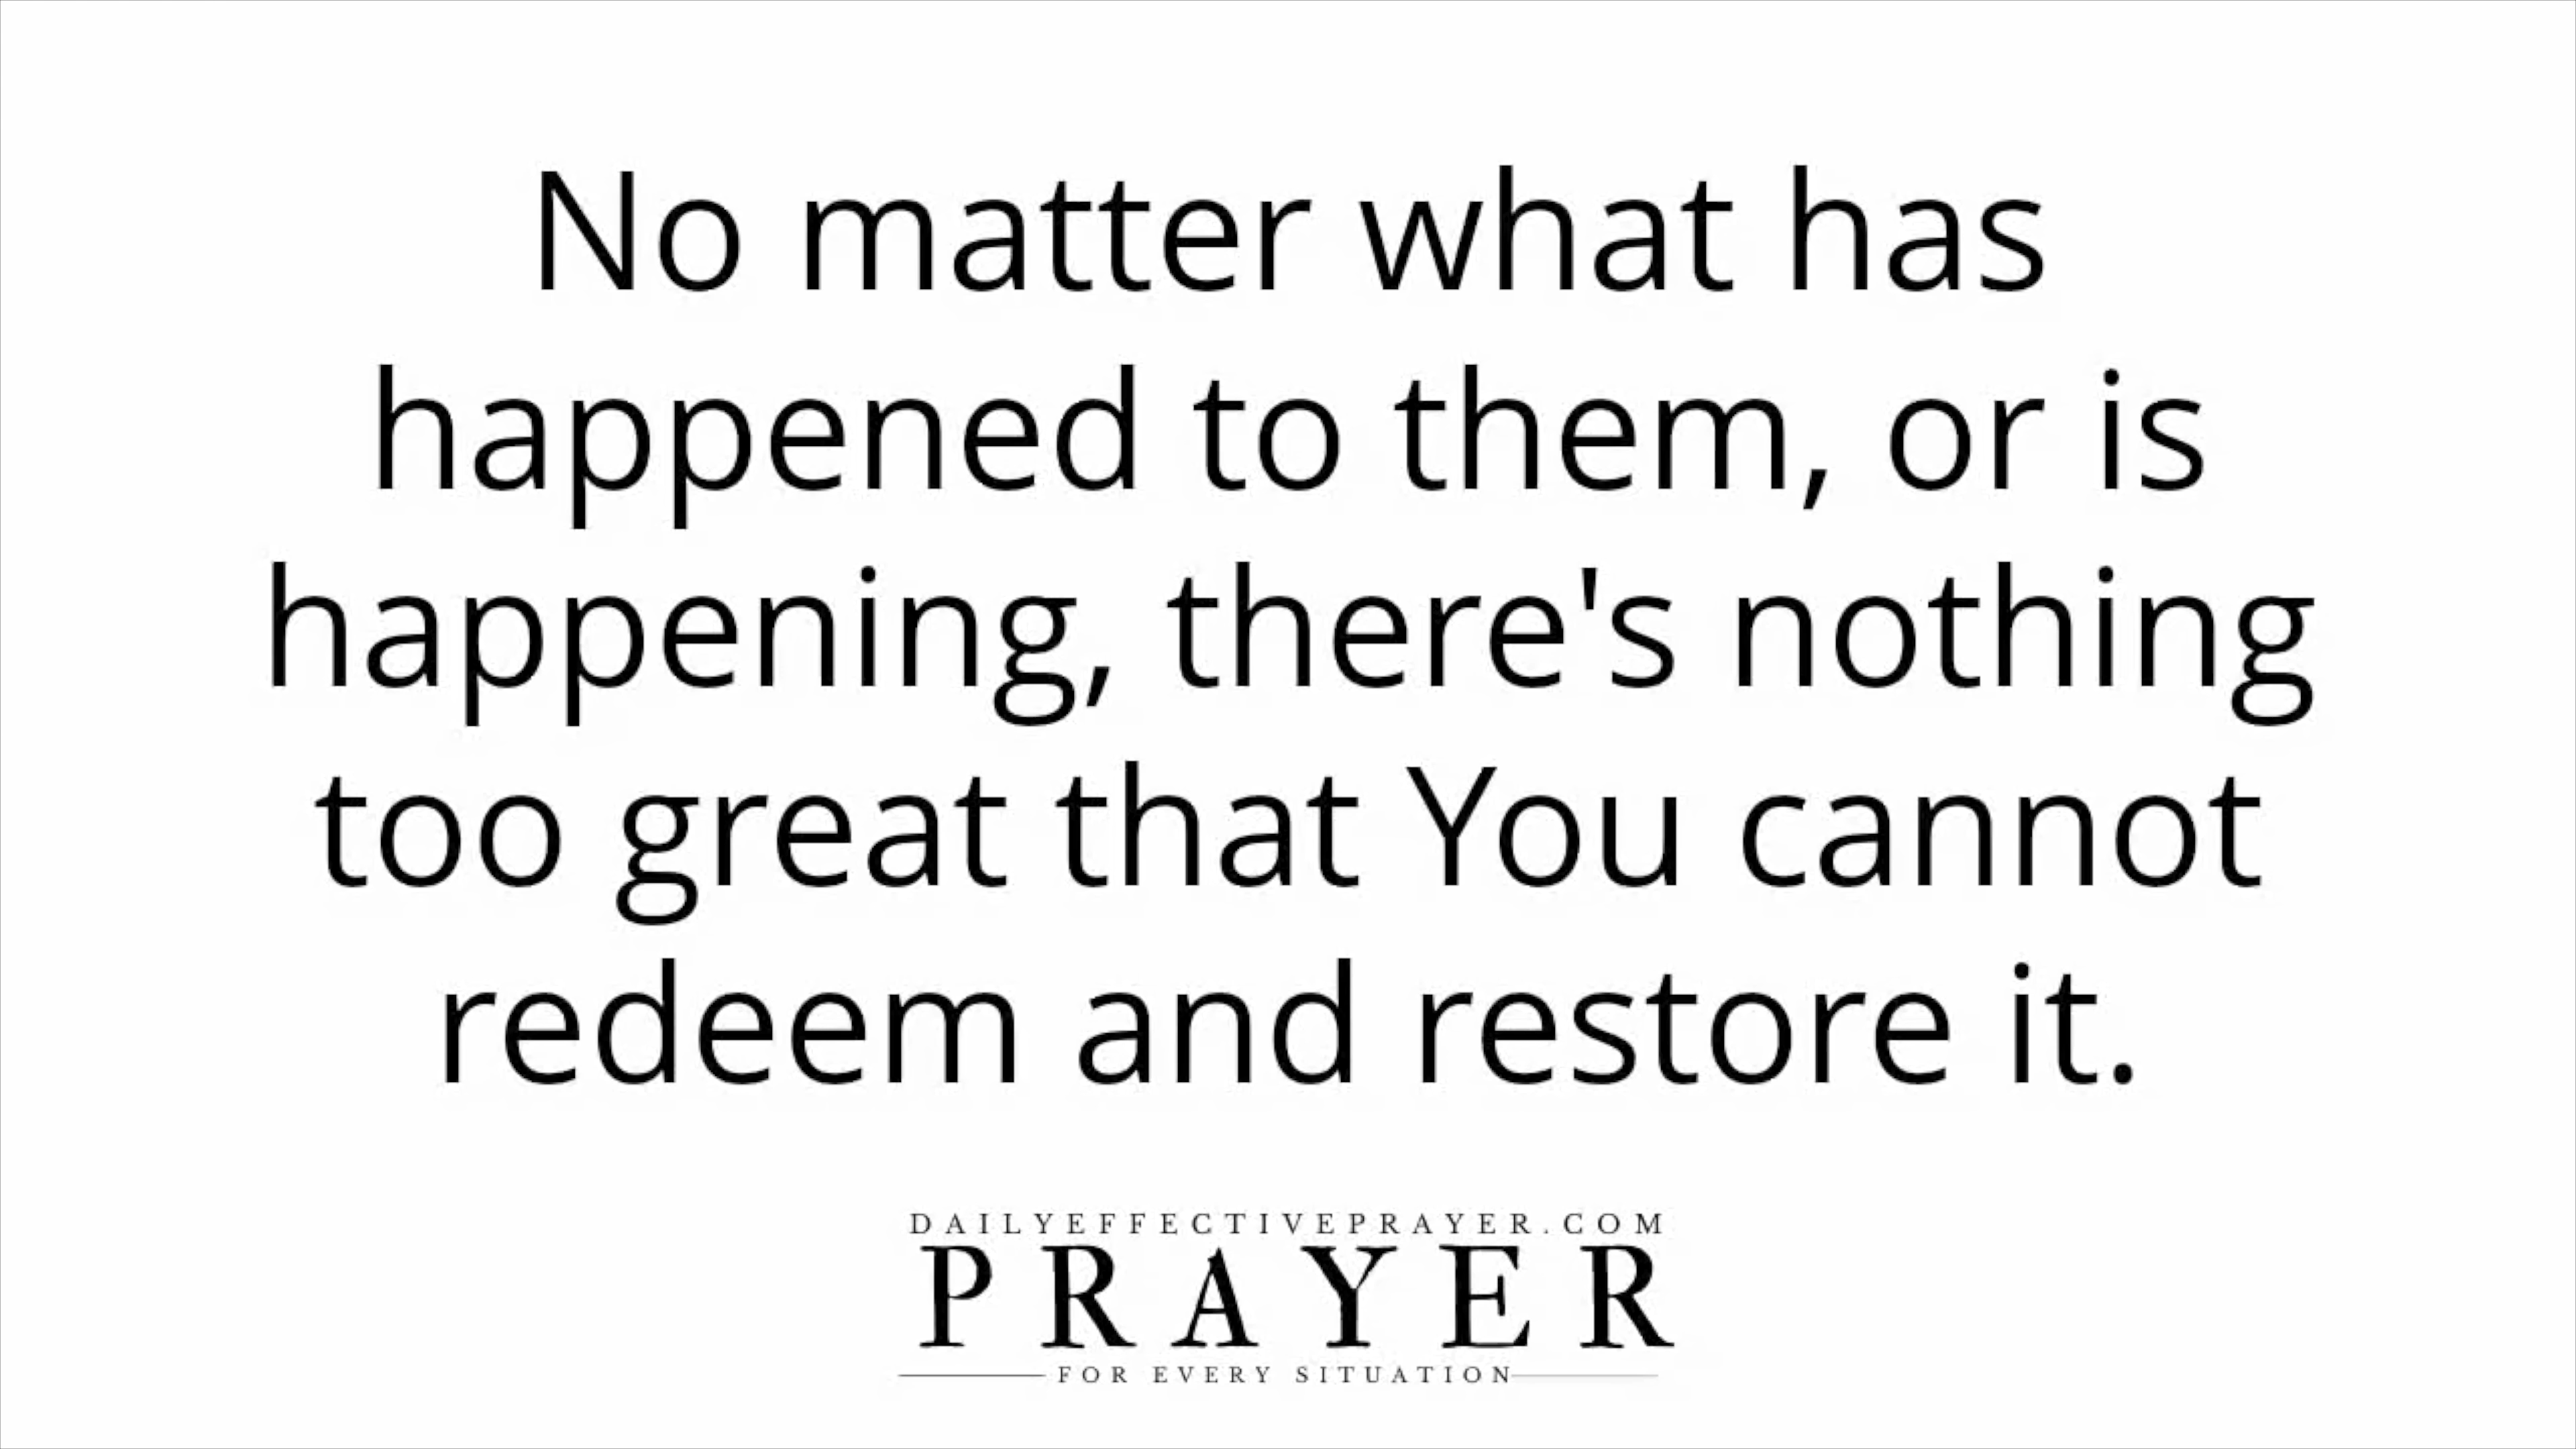 No matter what has
happened to them, or is
happening, there's nothing
too great that You cannot
redeem and restore it.
DAILYEFFECTIVEPRAYER.COM
PRAYER
FOR EVERY SITUATION